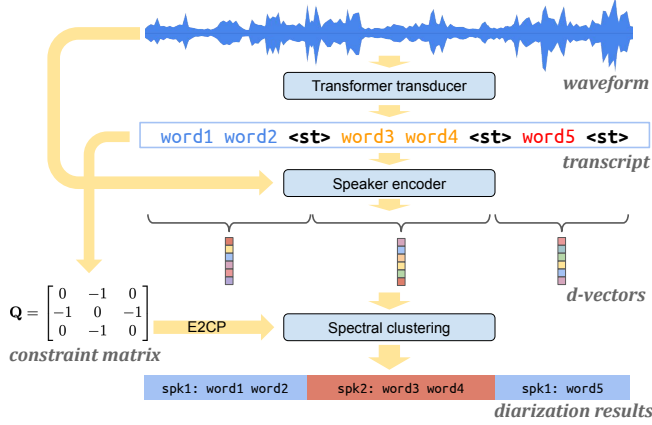 Transformer transducer
waveform
word1 word2 <st> word3 word4 <st> word5 <st>
transcript
Speaker encoder
d-vectors
Q = [ 0 -1 0
-1 0 -1
0 -1 0 ]
E2CP
Spectral clustering
constraint matrix
spk1: word1 word2 spk2: word3 word4 spk1: word5
diarization results